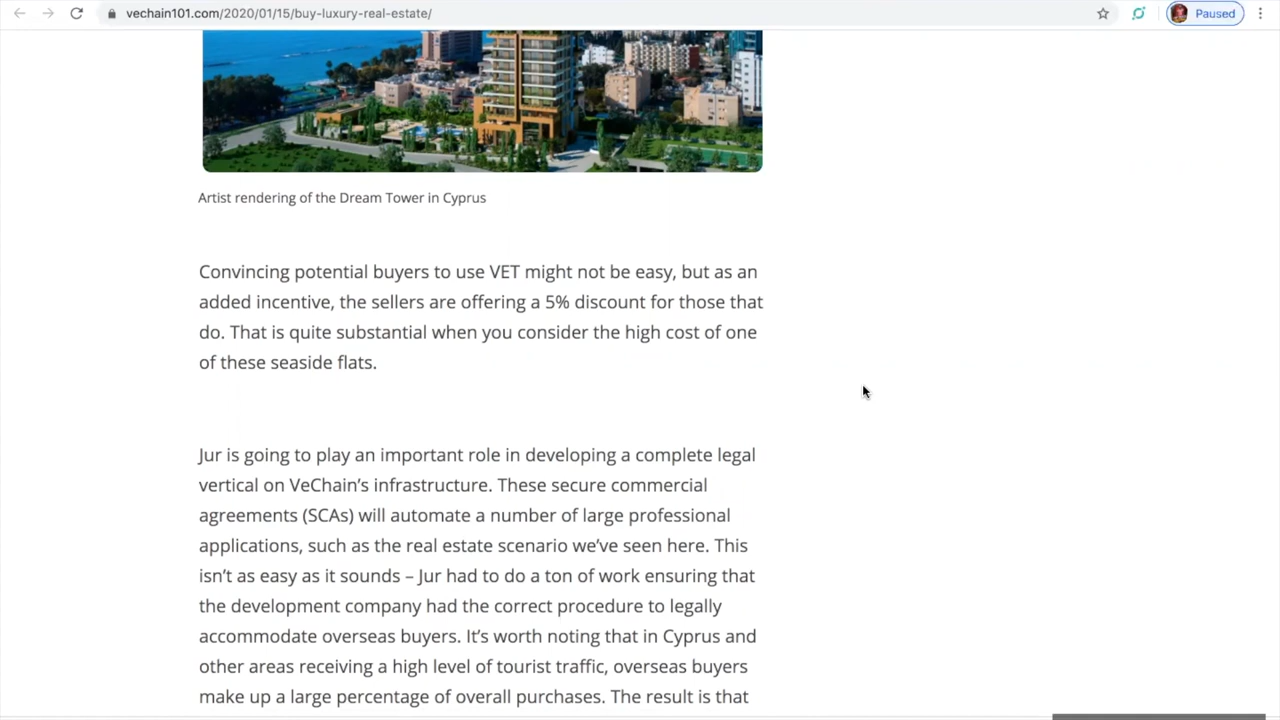 vechain101.com/2020/01/15/buy-luxury-real-estate/
Paused
Artist rendering of the Dream Tower in Cyprus
Convincing potential buyers to use VET might not be easy, but as an
added incentive, the sellers are offering a 5% discount for those that
do. That is quite substantial when you consider the high cost of one
of these seaside flats.
Jur is going to play an important role in developing a complete legal
vertical on VeChain’s infrastructure. These secure commercial
agreements (SCAs) will automate a number of large professional
applications, such as the real estate scenario we’ve seen here. This
isn’t as easy as it sounds – Jur had to do a ton of work ensuring that
the development company had the correct procedure to legally
accommodate overseas buyers. It’s worth noting that in Cyprus and
other areas receiving a high level of tourist traffic, overseas buyers
make up a large percentage of overall purchases. The result is that